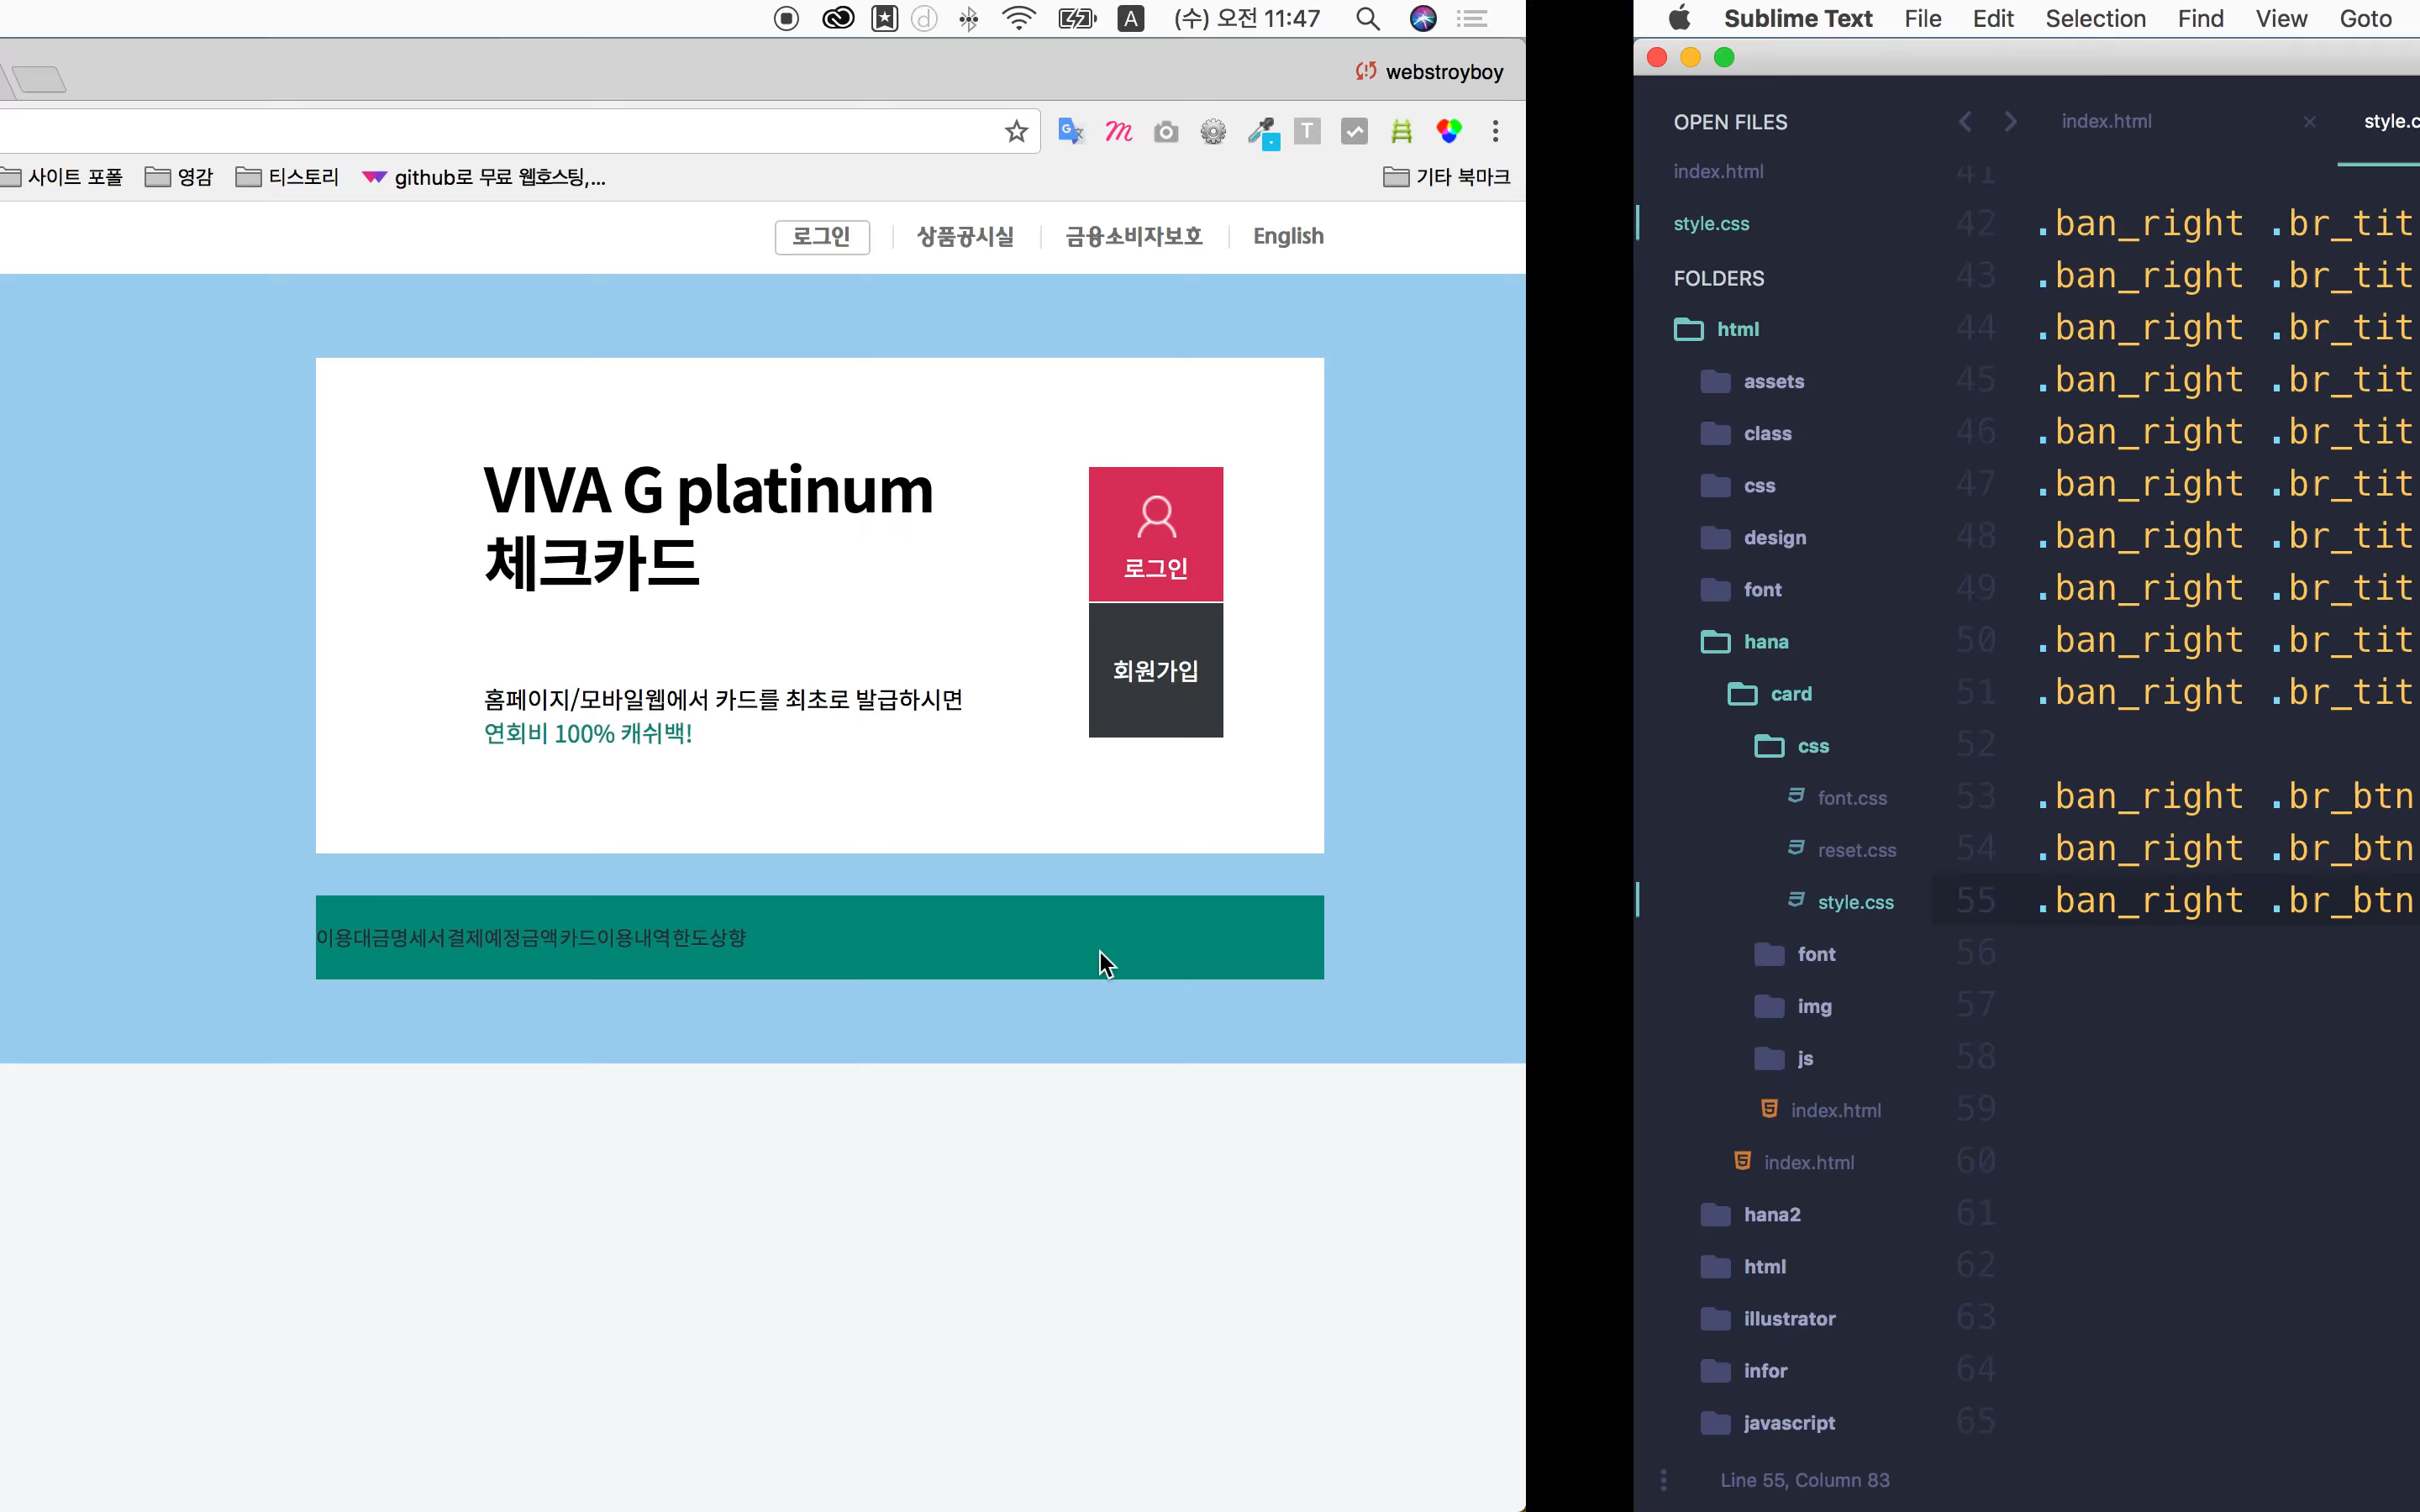 A (수) 오전 11:47
webstroyboy
사이트 포폴 영감 티스토리 github로 무료 웹호스팅,... 기타 북마크
로그인 상품공시실 금융소비자보호 English
VIVA G platinum
체크카드
홈페이지/모바일웹에서 카드를 최초로 발급하시면
연회비 100% 캐쉬백!
로그인
회원가입
이용대금명세서결제예정금액카드이용내역한도상향
Sublime Text File Edit Selection Find View Goto
OPEN FILES
index.html
style.css
FOLDERS
html
assets
class
css
design
font
hana
card
css
font.css
reset.css
style.css
font
img
js
index.html
index.html
hana2
html
illustrator
infor
javascript
Line 55, Column 83
index.html × style.c
41
42 .ban_right .br_tit
43 .ban_right .br_tit
44 .ban_right .br_tit
45 .ban_right .br_tit
46 .ban_right .br_tit
47 .ban_right .br_tit
48 .ban_right .br_tit
49 .ban_right .br_tit
50 .ban_right .br_tit
51 .ban_right .br_tit
52
53 .ban_right .br_btn
54 .ban_right .br_btn
55 .ban_right .br_btn
56
57
58
59
60
61
62
63
64
65